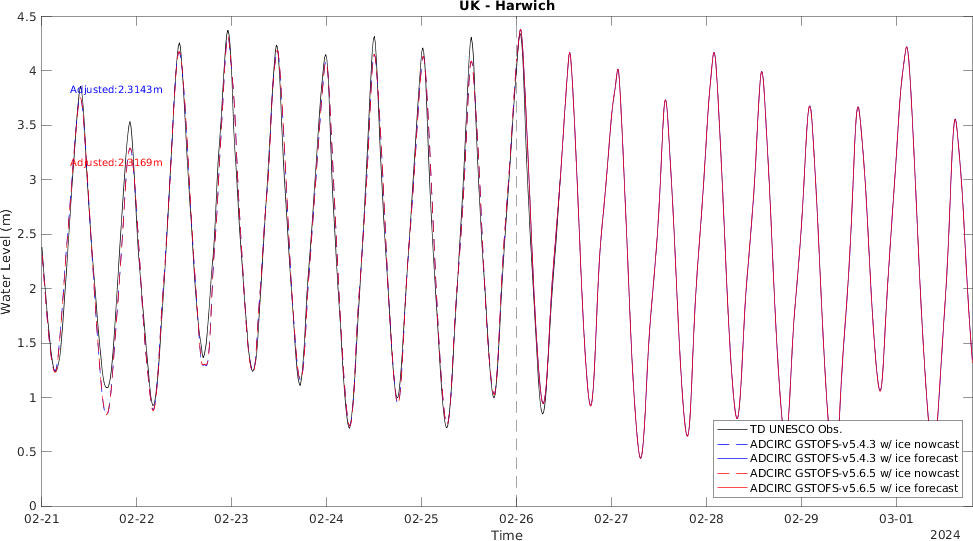 UK - Harwich
4.5
4
3.5
3
2.5
2
1.5
1
0.5
0
Water Level (m)
Adjusted:2.3143m
Adjusted:2.3169m
02-21
02-22
02-23
02-24
02-25
02-26
02-27
02-28
02-29
03-01
Time
2024
TD UNESCO Obs.
ADCIRC GSTOFS-v5.4.3 w/ ice nowcast
ADCIRC GSTOFS-v5.4.3 w/ ice forecast
ADCIRC GSTOFS-v5.6.5 w/ ice nowcast
ADCIRC GSTOFS-v5.6.5 w/ ice forecast